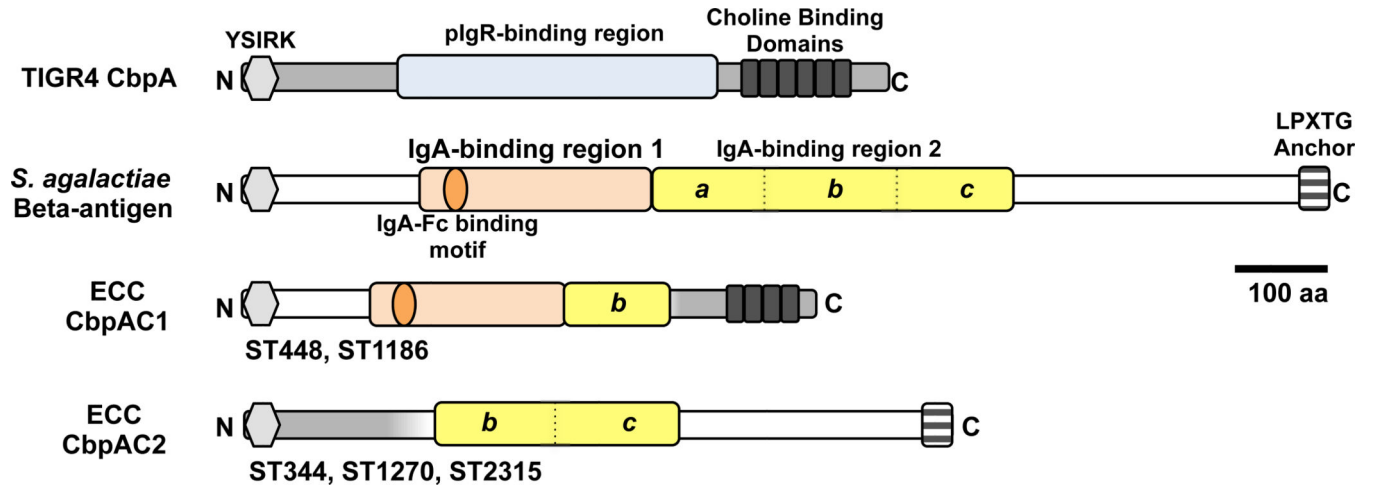 YSIRK
pIgR-binding region
Choline Binding
Domains
TIGR4 CbpA
N
C
LPXTG
Anchor
IgA-binding region 1
IgA-binding region 2
S. agalactiae
Beta-antigen
N
a
b
c
C
IgA-Fc binding
motif
100 aa
ECC
CbpAC1
N
b
C
ST448, ST1186
ECC
CbpAC2
N
b
c
C
ST344, ST1270, ST2315